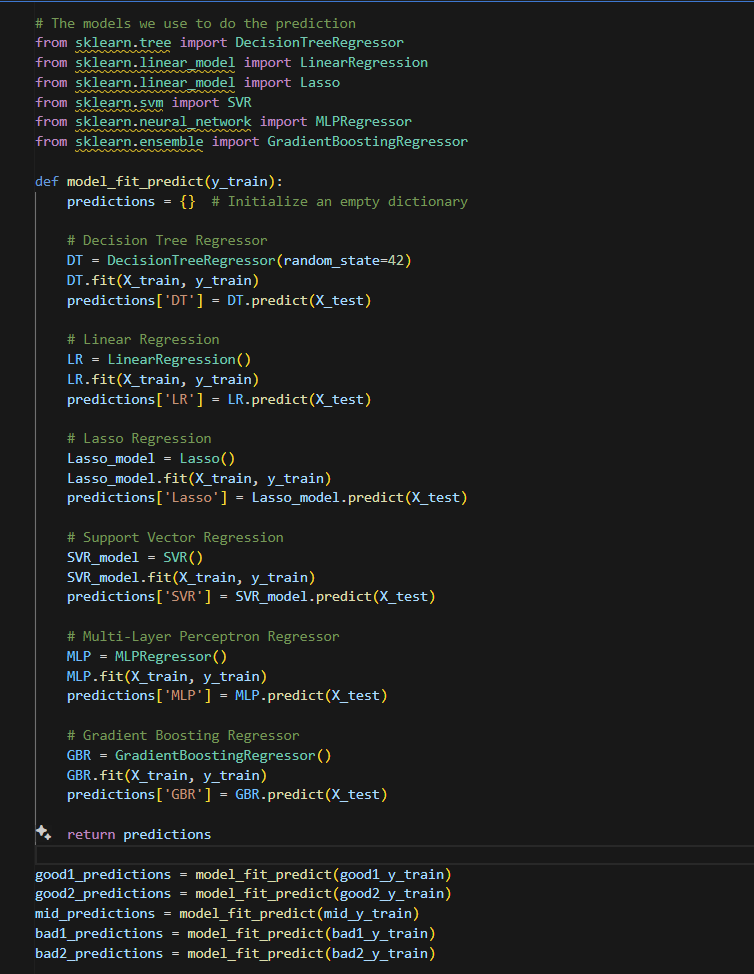 # The models we use to do the prediction
from sklearn.tree import DecisionTreeRegressor
from sklearn.linear_model import LinearRegression
from sklearn.linear_model import Lasso
from sklearn.svm import SVR
from sklearn.neural_network import MLPRegressor
from sklearn.ensemble import GradientBoostingRegressor

def model_fit_predict(y_train):
    predictions = {}  # Initialize an empty dictionary

    # Decision Tree Regressor
    DT = DecisionTreeRegressor(random_state=42)
    DT.fit(X_train, y_train)
    predictions['DT'] = DT.predict(X_test)

    # Linear Regression
    LR = LinearRegression()
    LR.fit(X_train, y_train)
    predictions['LR'] = LR.predict(X_test)

    # Lasso Regression
    Lasso_model = Lasso()
    Lasso_model.fit(X_train, y_train)
    predictions['Lasso'] = Lasso_model.predict(X_test)

    # Support Vector Regression
    SVR_model = SVR()
    SVR_model.fit(X_train, y_train)
    predictions['SVR'] = SVR_model.predict(X_test)

    # Multi-Layer Perceptron Regressor
    MLP = MLPRegressor()
    MLP.fit(X_train, y_train)
    predictions['MLP'] = MLP.predict(X_test)

    # Gradient Boosting Regressor
    GBR = GradientBoostingRegressor()
    GBR.fit(X_train, y_train)
    predictions['GBR'] = GBR.predict(X_test)

    return predictions

good1_predictions = model_fit_predict(good1_y_train)
good2_predictions = model_fit_predict(good2_y_train)
mid_predictions = model_fit_predict(mid_y_train)
bad1_predictions = model_fit_predict(bad1_y_train)
bad2_predictions = model_fit_predict(bad2_y_train)